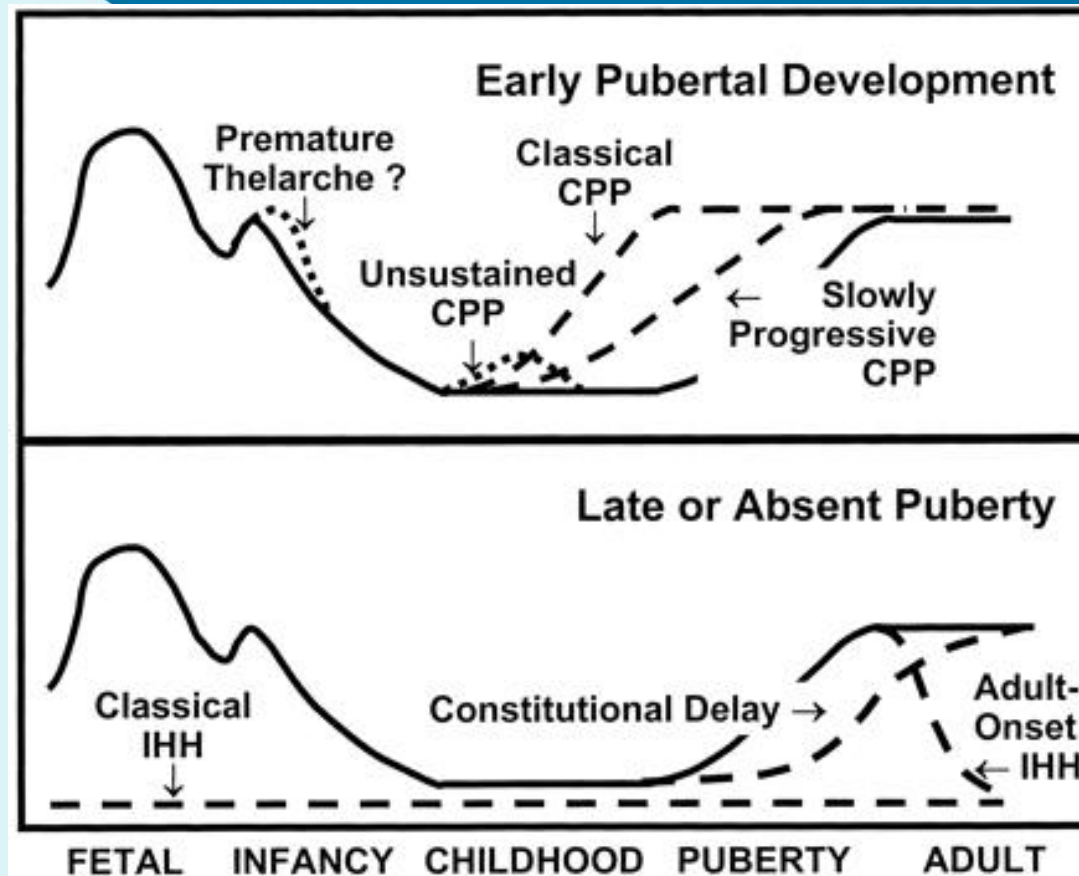 Early Pubertal Development
Premature
Thelarche ?
↓
Classical
CPP
↓
Unsustained
CPP
↓
← Slowly
Progressive
CPP
Late or Absent Puberty
Classical
IHH
↓
Constitutional Delay →
Adult-
Onset
← IHH
FETAL INFANCY CHILDHOOD PUBERTY ADULT